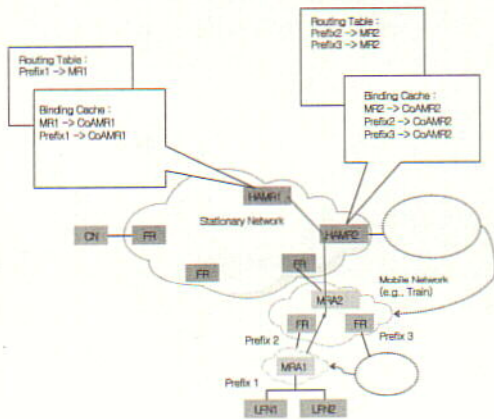 Routing Table :
Prefix1 -> MR1
Binding Cache :
MR1 -> CoAMR1
Prefix1 -> CoAMR1
Routing Table :
Prefix2 -> MR2
Prefix3 -> MR2
Binding Cache :
MR2 -> CoAMR2
Prefix2 -> CoAMR2
Prefix3 -> CoAMR2
HAMR1
Stationary Network
HAMR2
CN
FR
FR
FR
Mobile Network
(e.g., Train)
MRA2
FR
FR
Prefix 2
Prefix 3
MRA1
Prefix 1
LFN1
LFN2